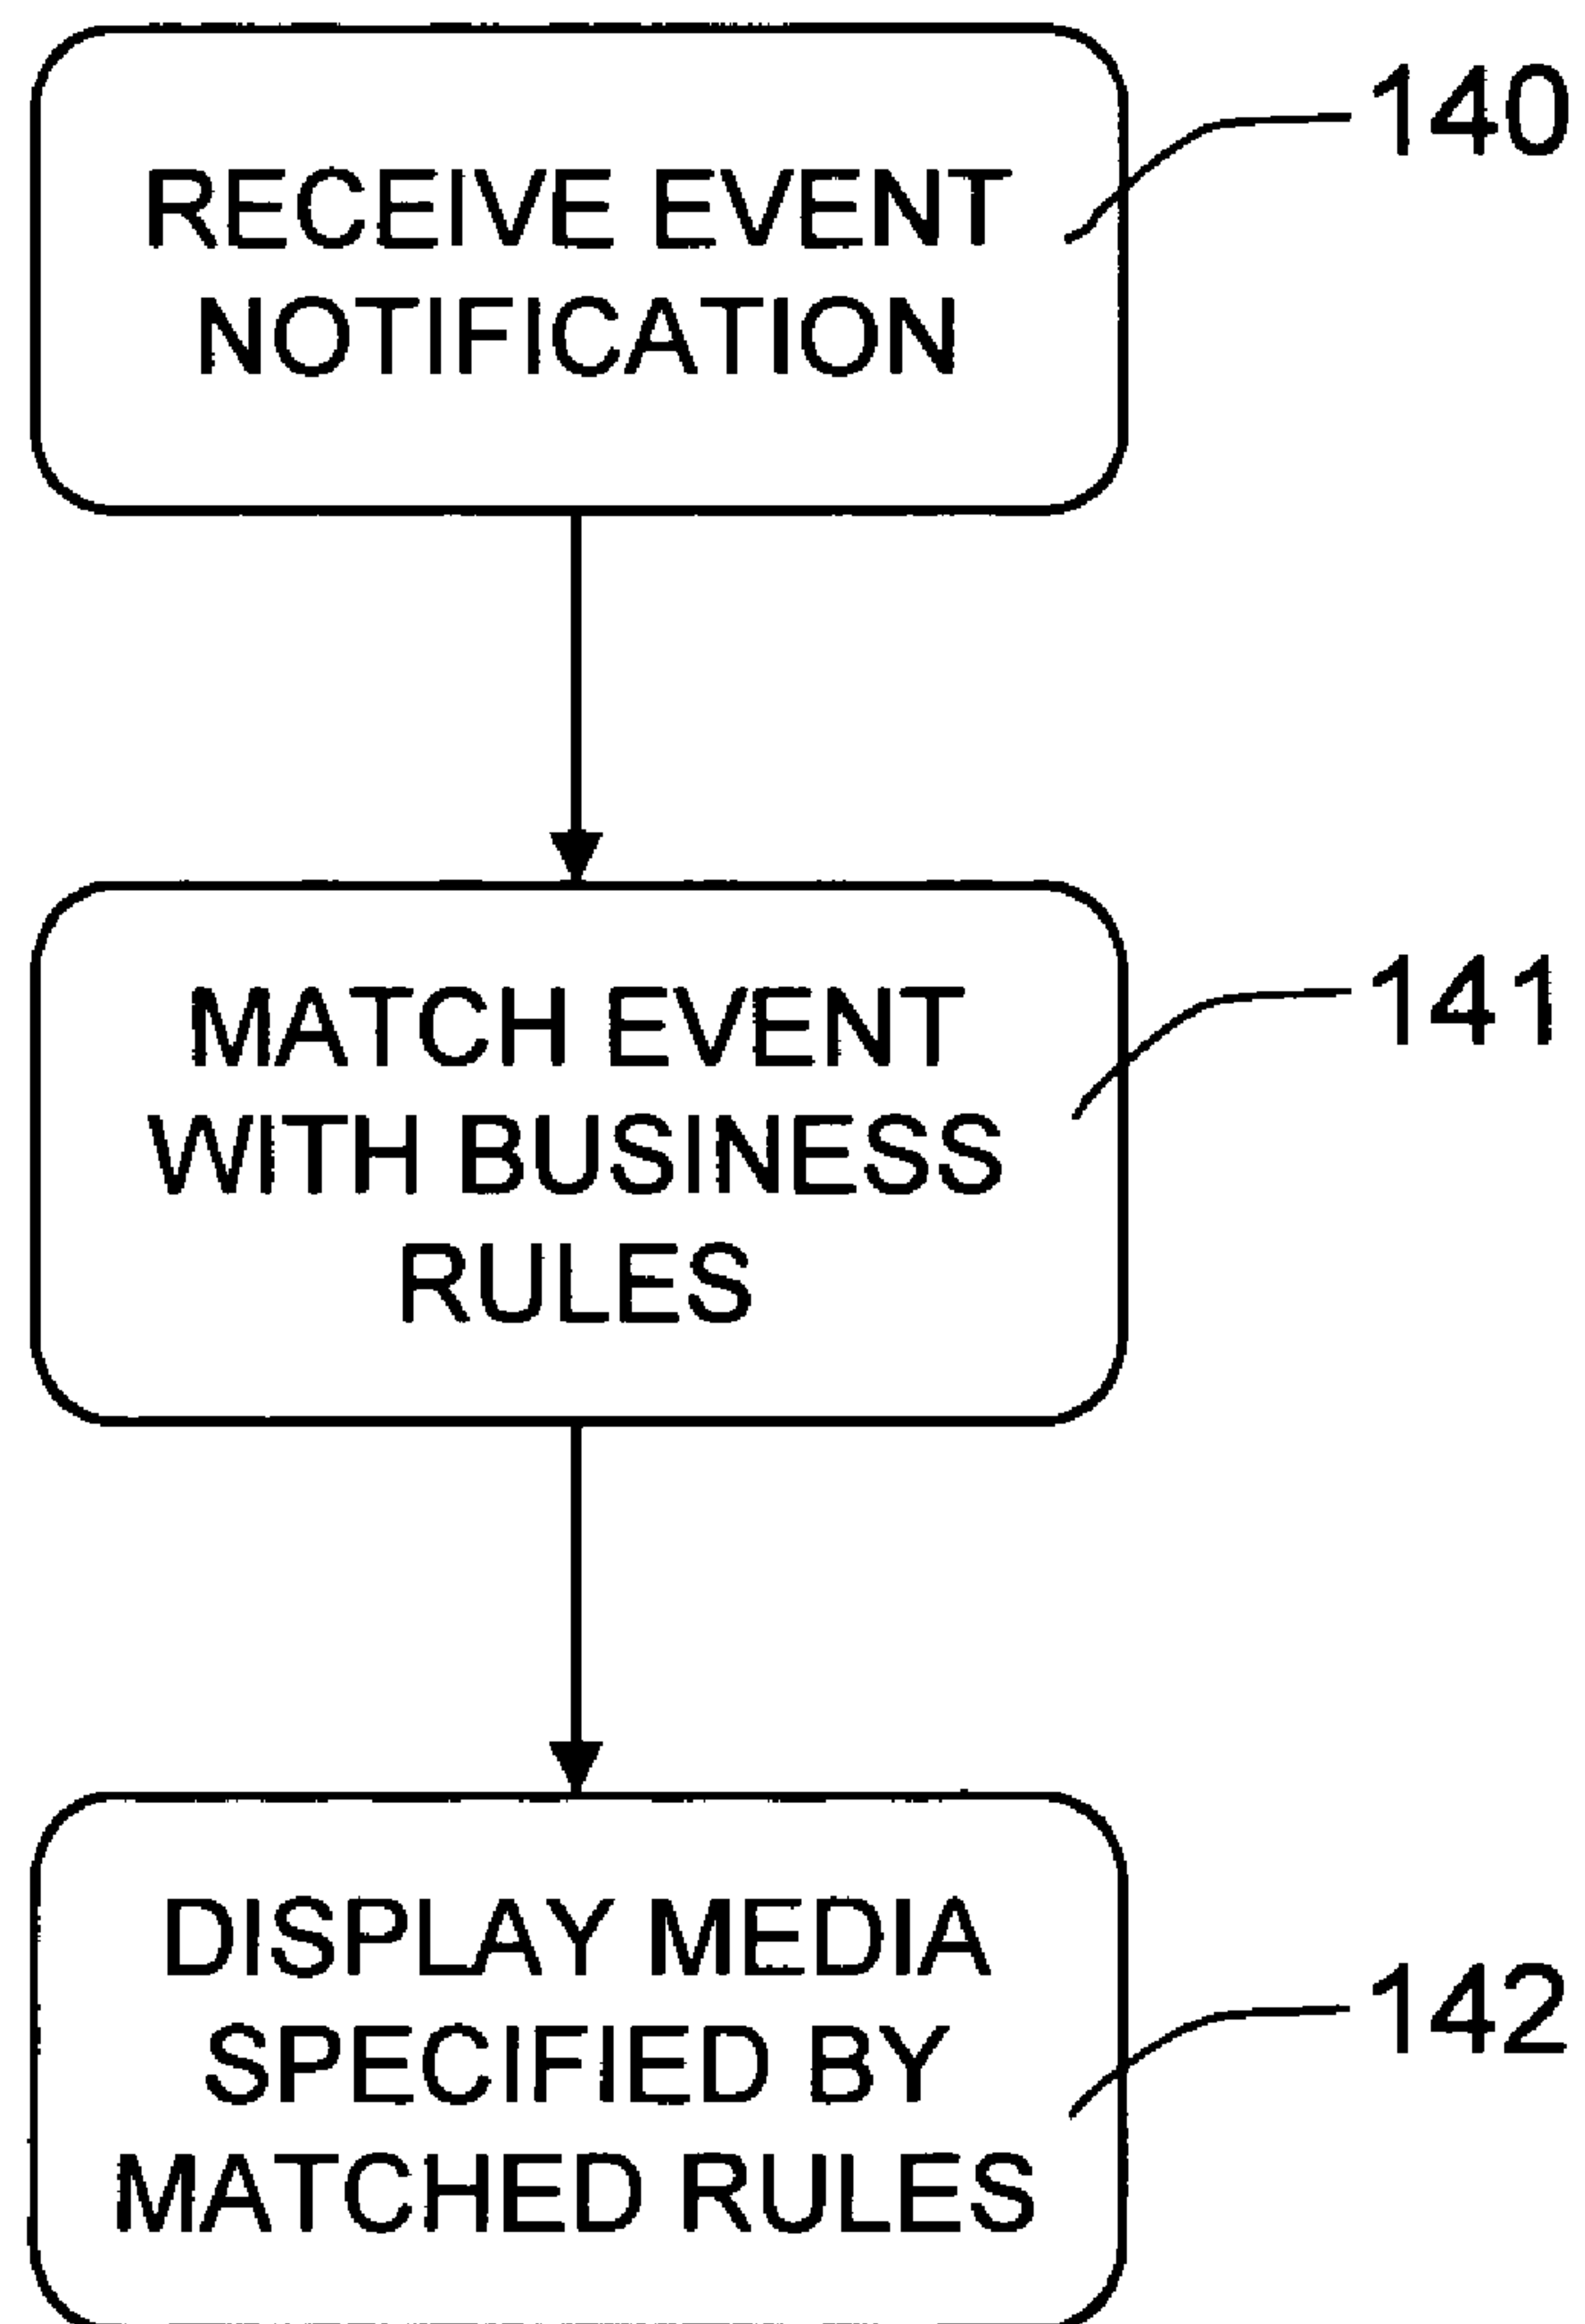 RECEIVE EVENT
NOTIFICATION
140
MATCH EVENT
WITH BUSINESS
RULES
141
DISPLAY MEDIA
SPECIFIED BY
MATCHED RULES
142